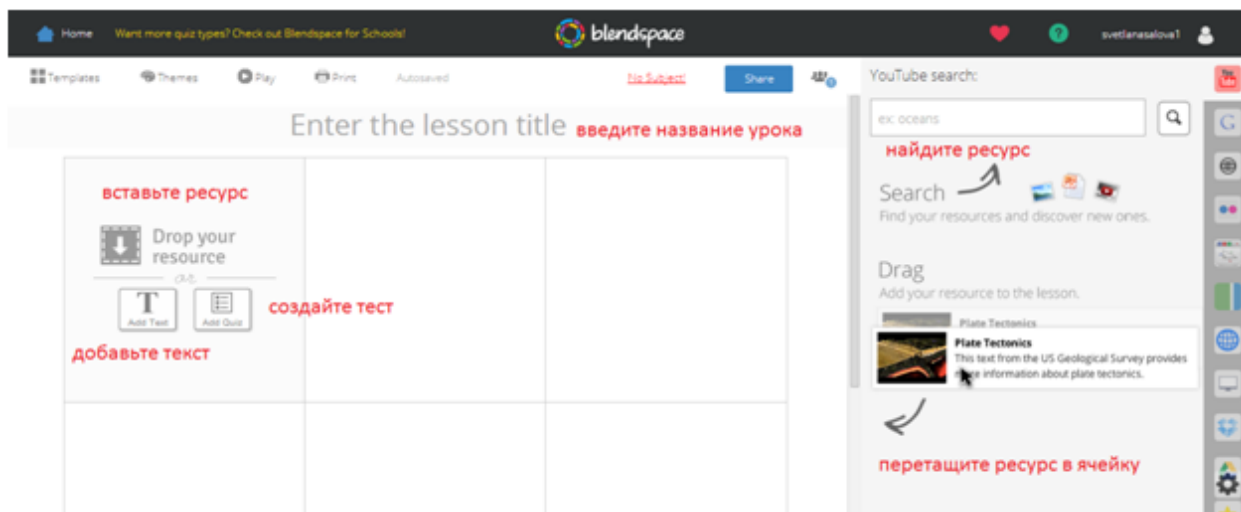 Home Want more quiz types? Check out Blendspace for Schools! blendspace svetlanasalova1
Templates Themes Play Print Autosaved No Subject! Share
YouTube search:
You Tube
Enter the lesson title введите название урока
ex: oceans
G
найдите ресурс
вставьте ресурс
Search
Find your resources and discover new ones.
Drop your
resource
or
T
Add Text Add Quiz
создайте тест
добавьте текст
Drag
Add your resource to the lesson.
Plate Tectonics
Plate Tectonics
This text from the US Geological Survey provides
more information about plate tectonics.
перетащите ресурс в ячейку